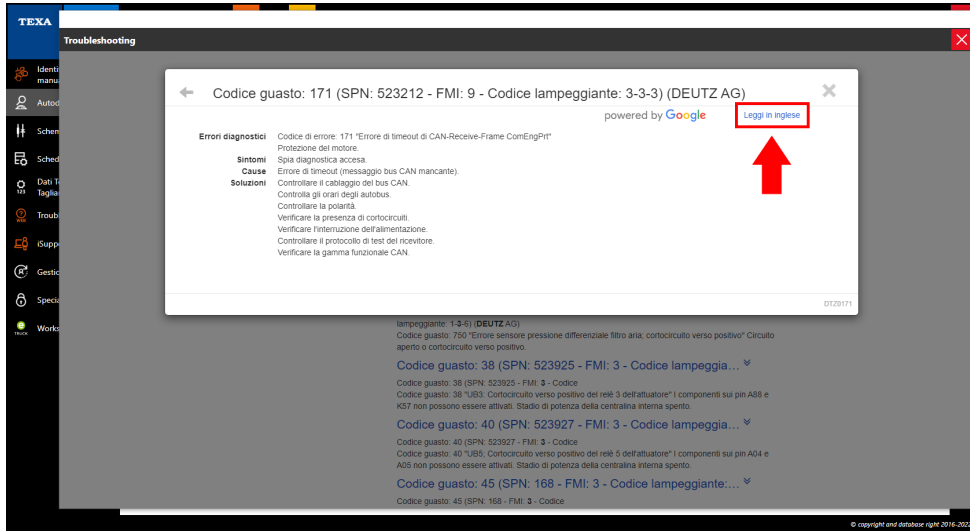 TEXA
Troubleshooting
Identi
manu
Autod
Schen
Sched
Dati T
Taglia
Troub
iSupp
Gestic
Specia
Works
Codice guasto: 171 (SPN: 523212 - FMI: 9 - Codice lampeggiante: 3-3-3) (DEUTZ AG)
powered by Google
Leggi in inglese
Errori diagnostici Codice di errore: 171 "Errore di timeout di CAN-Receive-Frame ComEngPrt"
Protezione del motore.
Sintomi Spia diagnostica accesa.
Cause Errore di timeout (messaggio bus CAN mancante).
Soluzioni Controllare il cablaggio del bus CAN.
Controlla gli orari degli autobus.
Controllare la polarità.
Verificare la presenza di cortocircuiti.
Verificare l'interruzione dell'alimentazione.
Controllare il protocollo di test del ricevitore.
Verificare la gamma funzionale CAN.
DTZ0171
lampeggiante: 1-3-6) (DEUTZ AG)
Codice guasto: 750 "Errore sensore pressione differenziale filtro aria; cortocircuito verso positivo" Circuito
aperto o cortocircuito verso positivo.
Codice guasto: 38 (SPN: 523925 - FMI: 3 - Codice lampeggia…
Codice guasto: 38 (SPN: 523925 - FMI: 3 - Codice
Codice guasto: 38 "UB3: Cortocircuito verso positivo del relè 3 dell'attuatore" I componenti sui pin A88 e
K57 non possono essere attivati. Stadio di potenza della centralina interna spento.
Codice guasto: 40 (SPN: 523927 - FMI: 3 - Codice lampeggia…
Codice guasto: 40 (SPN: 523927 - FMI: 3 - Codice
Codice guasto: 40 "UB5; Cortocircuito verso positivo del relè 5 dell'attuatore" I componenti sui pin A04 e
A05 non possono essere attivati. Stadio di potenza della centralina interna spento.
Codice guasto: 45 (SPN: 168 - FMI: 3 - Codice lampeggiante:…
Codice guasto: 45 (SPN: 168 - FMI: 3 - Codice
© copyright and database right 2016-2022